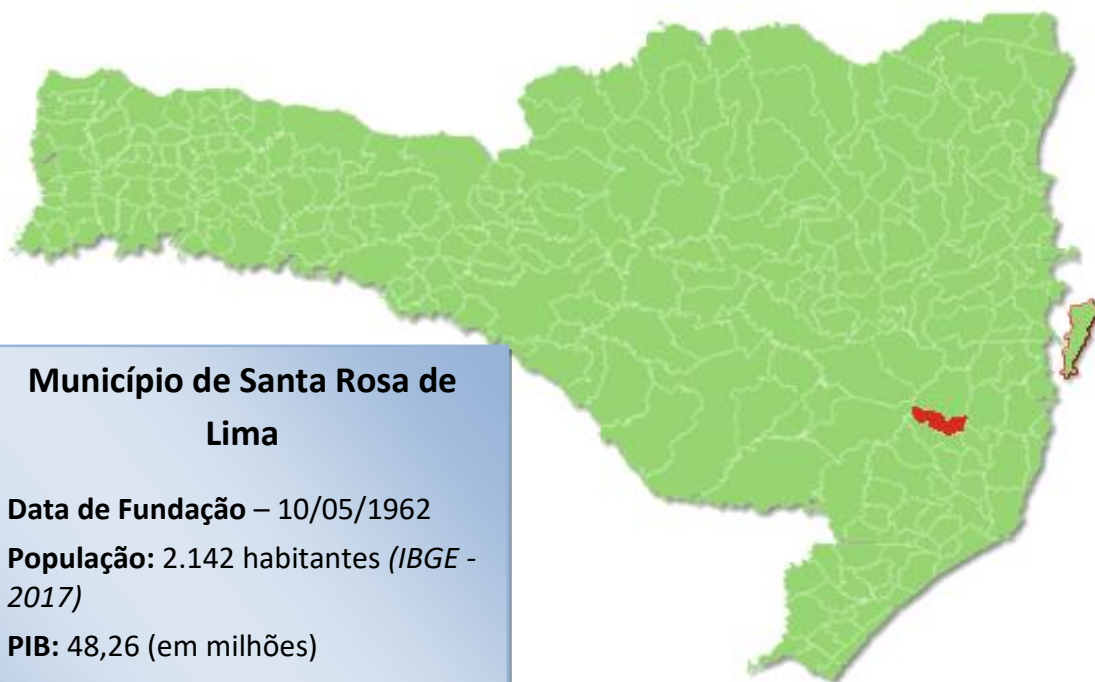 Município de Santa Rosa de
Lima
Data de Fundação – 10/05/1962
População: 2.142 habitantes (IBGE -
2017)
PIB: 48,26 (em milhões)